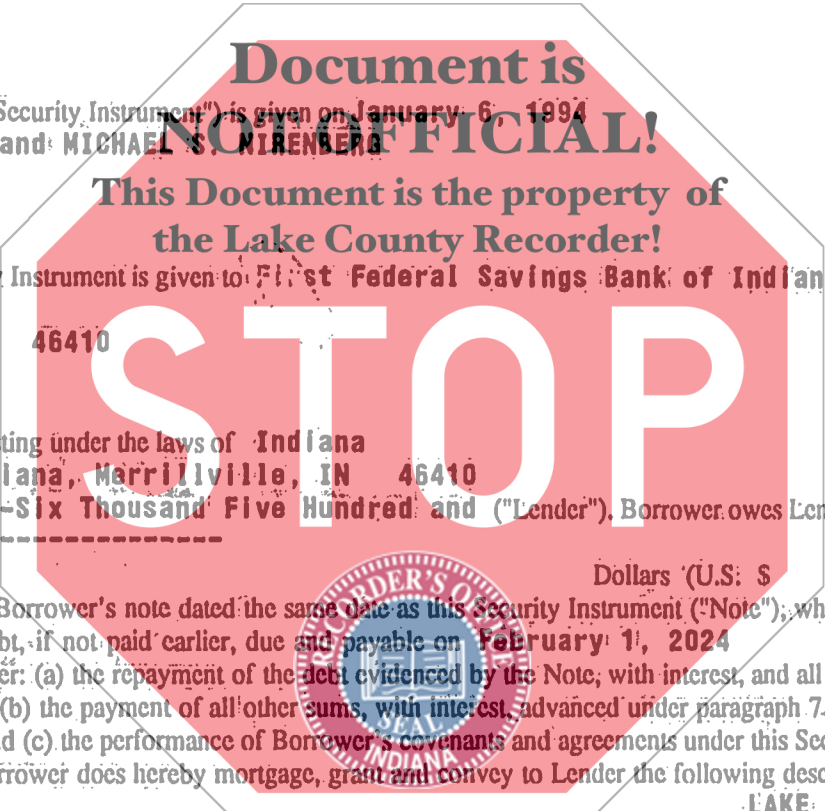 Document is
Security Instrument") is given on January 6, 1994
NOT OFFICIAL!
and MICHAEL S. NIRENBERG
This Document is the property of
the Lake County Recorder!
Instrument is given to First Federal Savings Bank of Indian
46410
STOP
ting under the laws of Indiana
iana, Merrillville, IN 46410
-Six Thousand Five Hundred and ("Lender"). Borrower owes Len
---------------
Dollars (U.S. $
Borrower's note dated the same date as this Security Instrument ("Note"), wh
bt, if not paid earlier, due and payable on February 1, 2024
er: (a) the repayment of the debt evidenced by the Note, with interest, and all
(b) the payment of all other sums, with interest, advanced under paragraph 7
d (c) the performance of Borrower's covenants and agreements under this Sec
rrower does hereby mortgage, grant and convey to Lender the following desc
LAKE
RECORDER'S OFFICE
SEAL
INDIANA